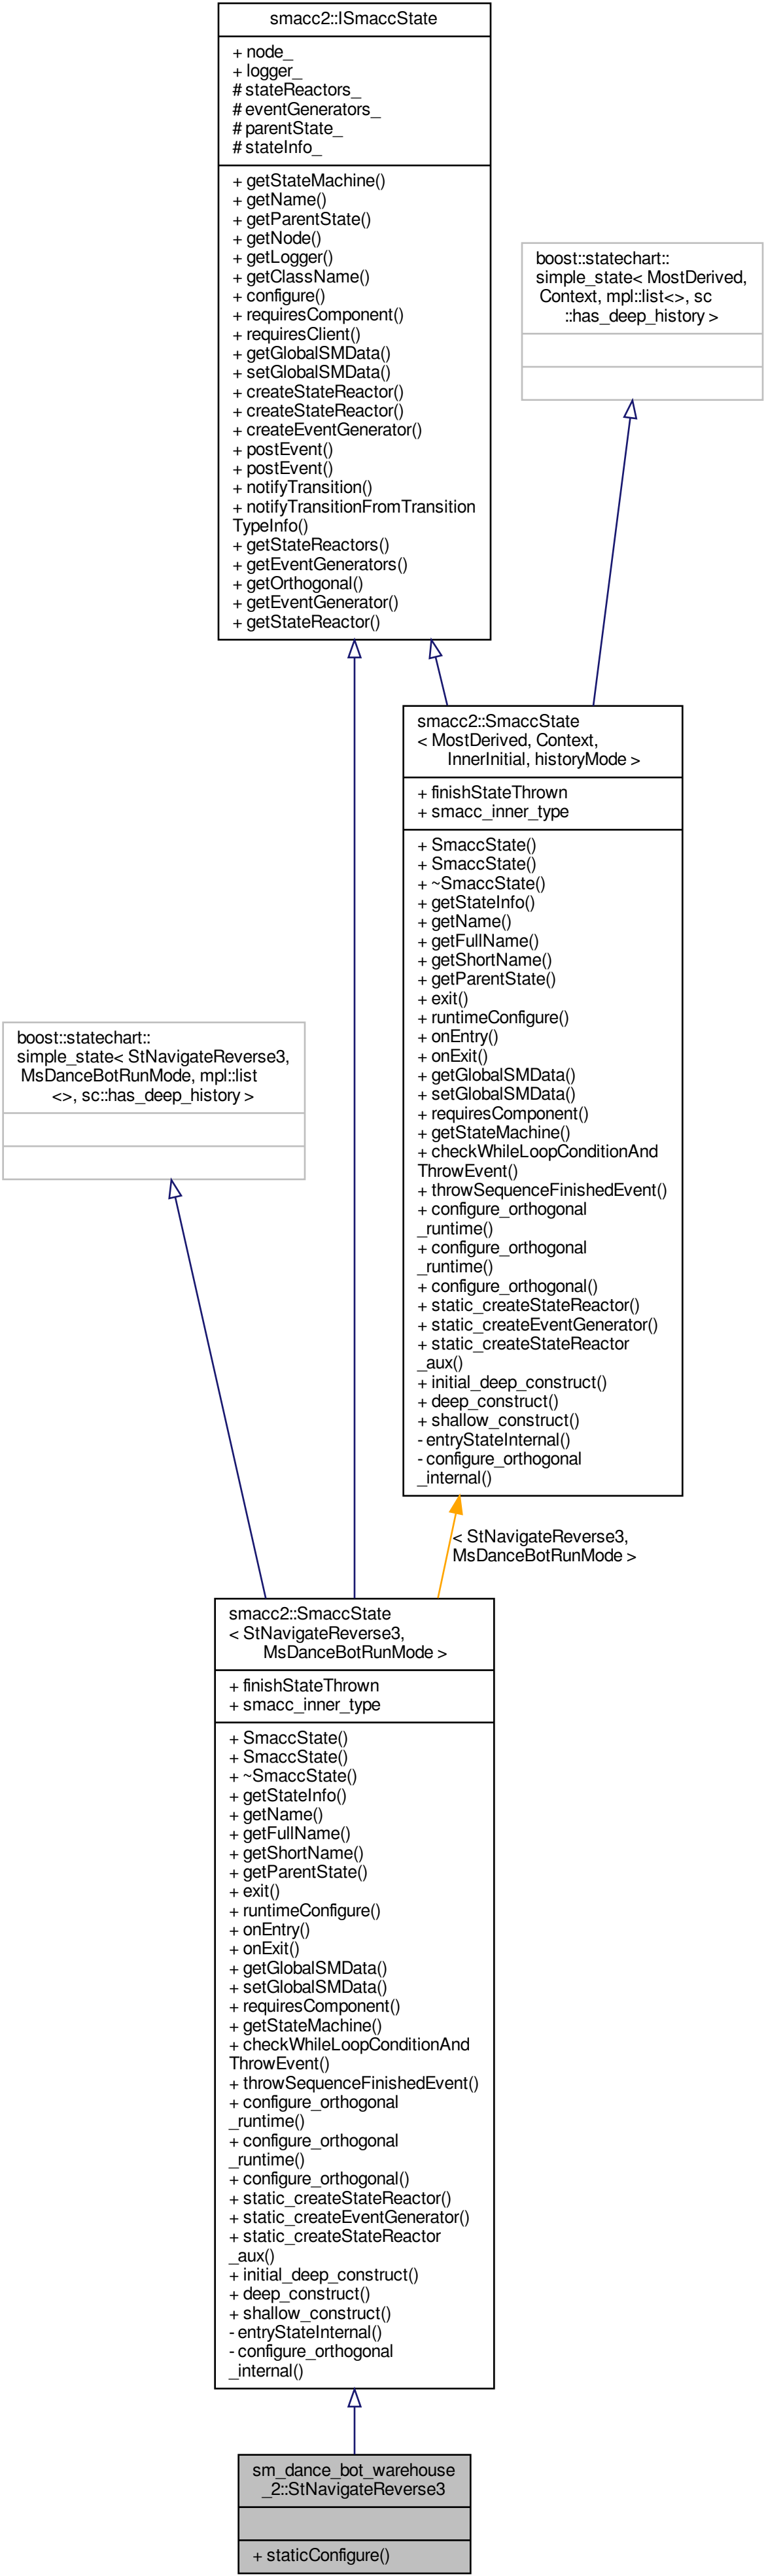 smacc2::ISmaccState
+ node_
+ logger_
# stateReactors_
# eventGenerators_
# parentState_
# stateInfo_
+ getStateMachine()
+ getName()
+ getParentState()
+ getNode()
+ getLogger()
+ getClassName()
+ configure()
+ requiresComponent()
+ requiresClient()
+ getGlobalSMData()
+ setGlobalSMData()
+ createStateReactor()
+ createStateReactor()
+ createEventGenerator()
+ postEvent()
+ postEvent()
+ notifyTransition()
+ notifyTransitionFromTransition
TypeInfo()
+ getStateReactors()
+ getEventGenerators()
+ getOrthogonal()
+ getEventGenerator()
+ getStateReactor()
boost::statechart::
simple_state< MostDerived,
Context, mpl::list<>, sc
::has_deep_history >
smacc2::SmaccState
< MostDerived, Context,
InnerInitial, historyMode >
+ finishStateThrown
+ smacc_inner_type
+ SmaccState()
+ SmaccState()
+ ~SmaccState()
+ getStateInfo()
+ getName()
+ getFullName()
+ getShortName()
+ getParentState()
+ exit()
+ runtimeConfigure()
+ onEntry()
+ onExit()
+ getGlobalSMData()
+ setGlobalSMData()
+ requiresComponent()
+ getStateMachine()
+ checkWhileLoopConditionAnd
ThrowEvent()
+ throwSequenceFinishedEvent()
+ configure_orthogonal
_runtime()
+ configure_orthogonal
_runtime()
+ configure_orthogonal()
+ static_createStateReactor()
+ static_createEventGenerator()
+ static_createStateReactor
_aux()
+ initial_deep_construct()
+ deep_construct()
+ shallow_construct()
- entryStateInternal()
- configure_orthogonal
_internal()
boost::statechart::
simple_state< StNavigateReverse3,
MsDanceBotRunMode, mpl::list
<>, sc::has_deep_history >
< StNavigateReverse3,
MsDanceBotRunMode >
smacc2::SmaccState
< StNavigateReverse3,
MsDanceBotRunMode >
+ finishStateThrown
+ smacc_inner_type
+ SmaccState()
+ SmaccState()
+ ~SmaccState()
+ getStateInfo()
+ getName()
+ getFullName()
+ getShortName()
+ getParentState()
+ exit()
+ runtimeConfigure()
+ onEntry()
+ onExit()
+ getGlobalSMData()
+ setGlobalSMData()
+ requiresComponent()
+ getStateMachine()
+ checkWhileLoopConditionAnd
ThrowEvent()
+ throwSequenceFinishedEvent()
+ configure_orthogonal
_runtime()
+ configure_orthogonal
_runtime()
+ configure_orthogonal()
+ static_createStateReactor()
+ static_createEventGenerator()
+ static_createStateReactor
_aux()
+ initial_deep_construct()
+ deep_construct()
+ shallow_construct()
- entryStateInternal()
- configure_orthogonal
_internal()
sm_dance_bot_warehouse
_2::StNavigateReverse3
+ staticConfigure()